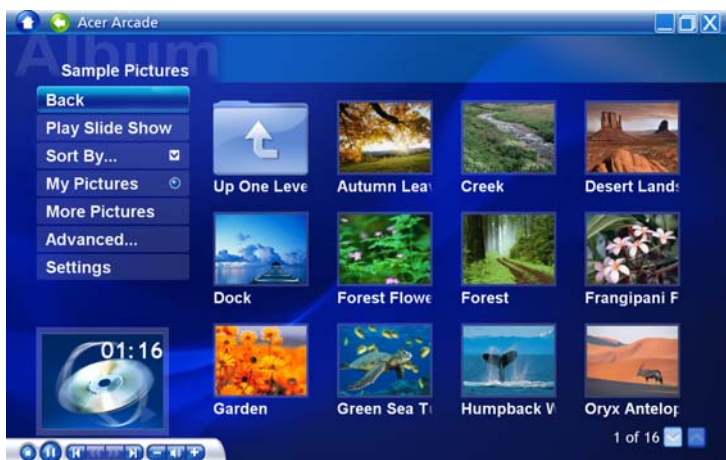 Acer Arcade
Album
Sample Pictures
Back
Play Slide Show
Sort By...
My Pictures
More Pictures
Advanced...
Settings
Up One Leve
Autumn Lea
Creek
Desert Lands
Dock
Forest Flowe
Forest
Frangipani F
Garden
Green Sea T
Humpback W
Oryx Antelop
01:16
1 of 16